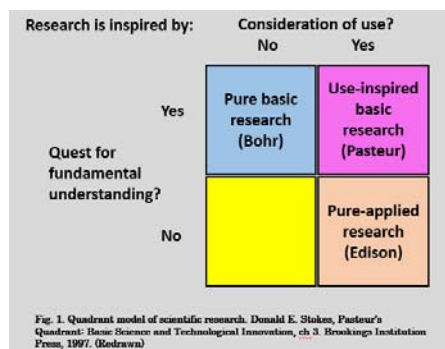 Research is inspired by:
Consideration of use?
No
Yes
Yes
Pure basic
research
(Bohr)
Use-inspired
basic
research
(Pasteur)
Quest for
fundamental
understanding?
No
Pure-applied
research
(Edison)
Fig. 1. Quadrant model of scientific research. Donald E. Stokes, Pasteur's
Quadrant: Basic Science and Technological Innovation, ch 3. Brookings Institution
Press, 1997. (Redrawn)